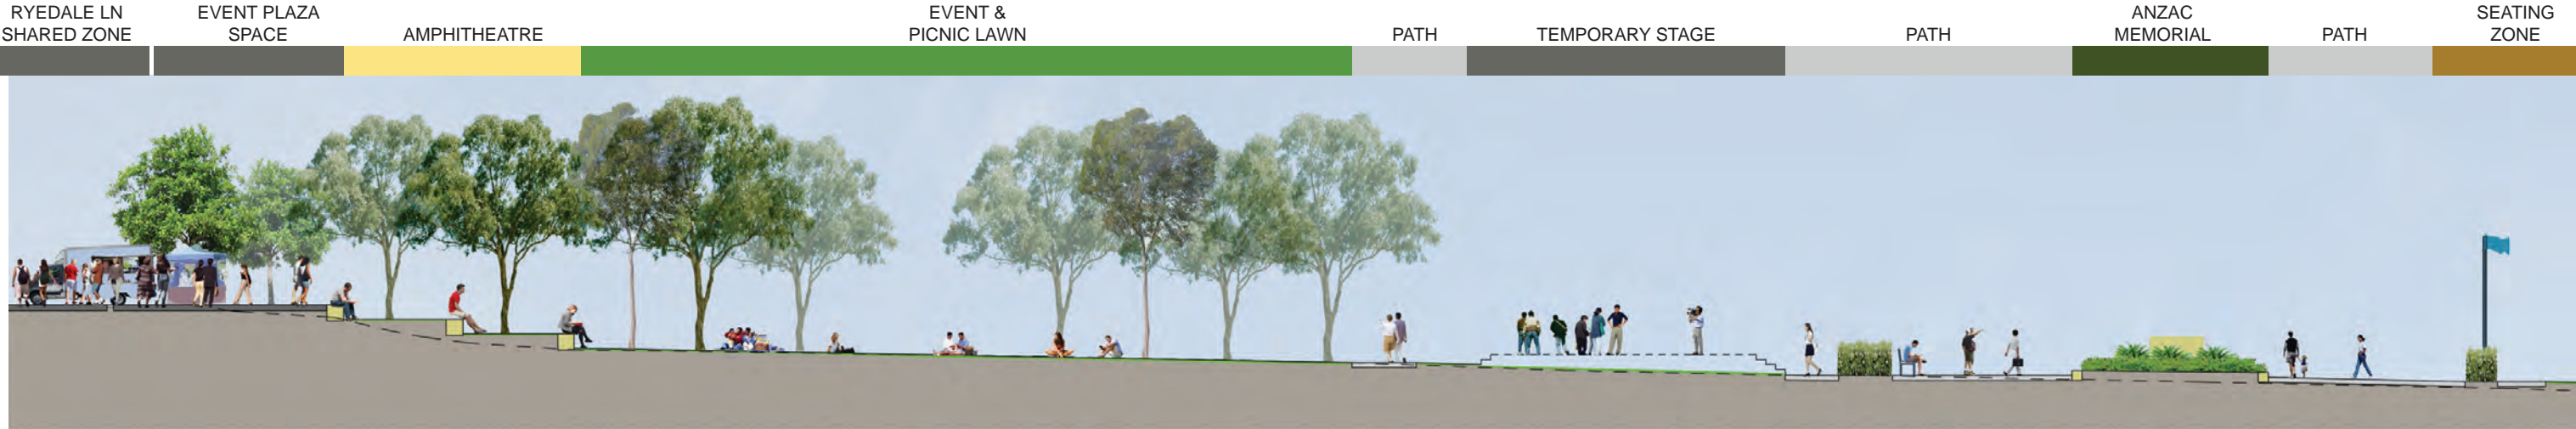 RYEDALE LN
SHARED ZONE
EVENT PLAZA
SPACE
AMPHITHEATRE
EVENT &
PICNIC LAWN
PATH
TEMPORARY STAGE
PATH
ANZAC
MEMORIAL
PATH
SEATING
ZONE